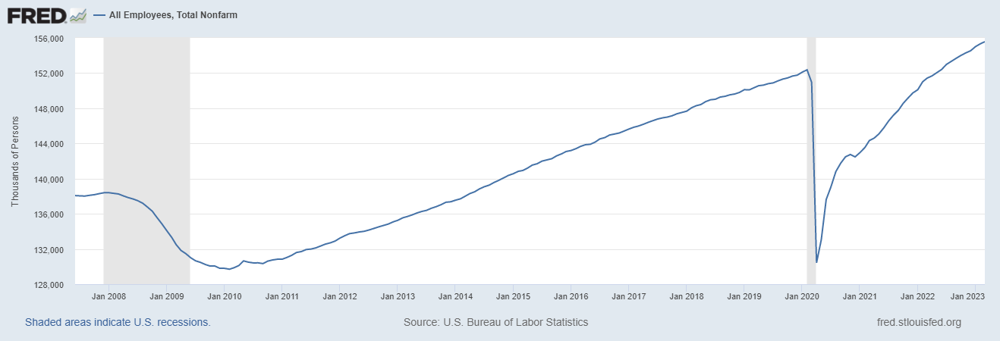 FRED
All Employees, Total Nonfarm
Thousands of Persons
156,000
152,000
148,000
144,000
140,000
136,000
132,000
128,000
Jan 2008 Jan 2009 Jan 2010 Jan 2011 Jan 2012 Jan 2013 Jan 2014 Jan 2015 Jan 2016 Jan 2017 Jan 2018 Jan 2019 Jan 2020 Jan 2021 Jan 2022 Jan 2023
Shaded areas indicate U.S. recessions. Source: U.S. Bureau of Labor Statistics fred.stlouisfed.org